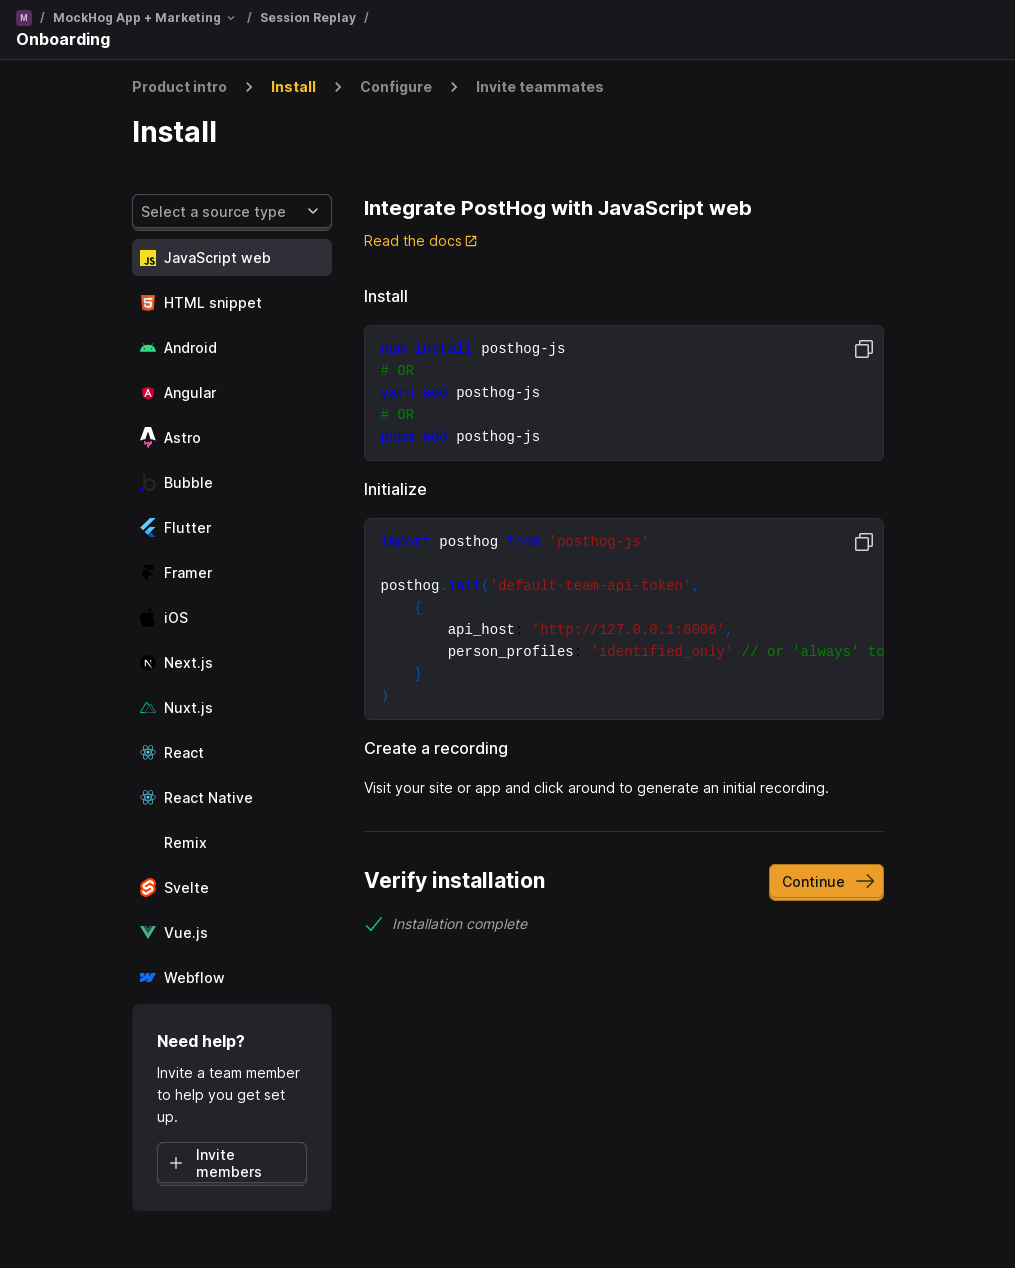 M / MockHog App + Marketing / Session Replay /
Onboarding
Product intro Install Configure Invite teammates
Install
Select a source type
JavaScript web
HTML snippet
Android
Angular
Astro
Bubble
Flutter
Framer
iOS
Next.js
Nuxt.js
React
React Native
Remix
Svelte
Vue.js
Webflow
Need help?
Invite a team member
to help you get set
up.
Invite
members
Integrate PostHog with JavaScript web
Read the docs
Install
npm install posthog-js
# OR
yarn add posthog-js
# OR
pnpm add posthog-js
Initialize
import posthog from 'posthog-js'
posthog.init('default-team-api-token',
{
api_host: 'http://127.0.0.1:6006',
person_profiles: 'identified_only' // or 'always' to
}
)
Create a recording
Visit your site or app and click around to generate an initial recording.
Verify installation
Continue
Installation complete